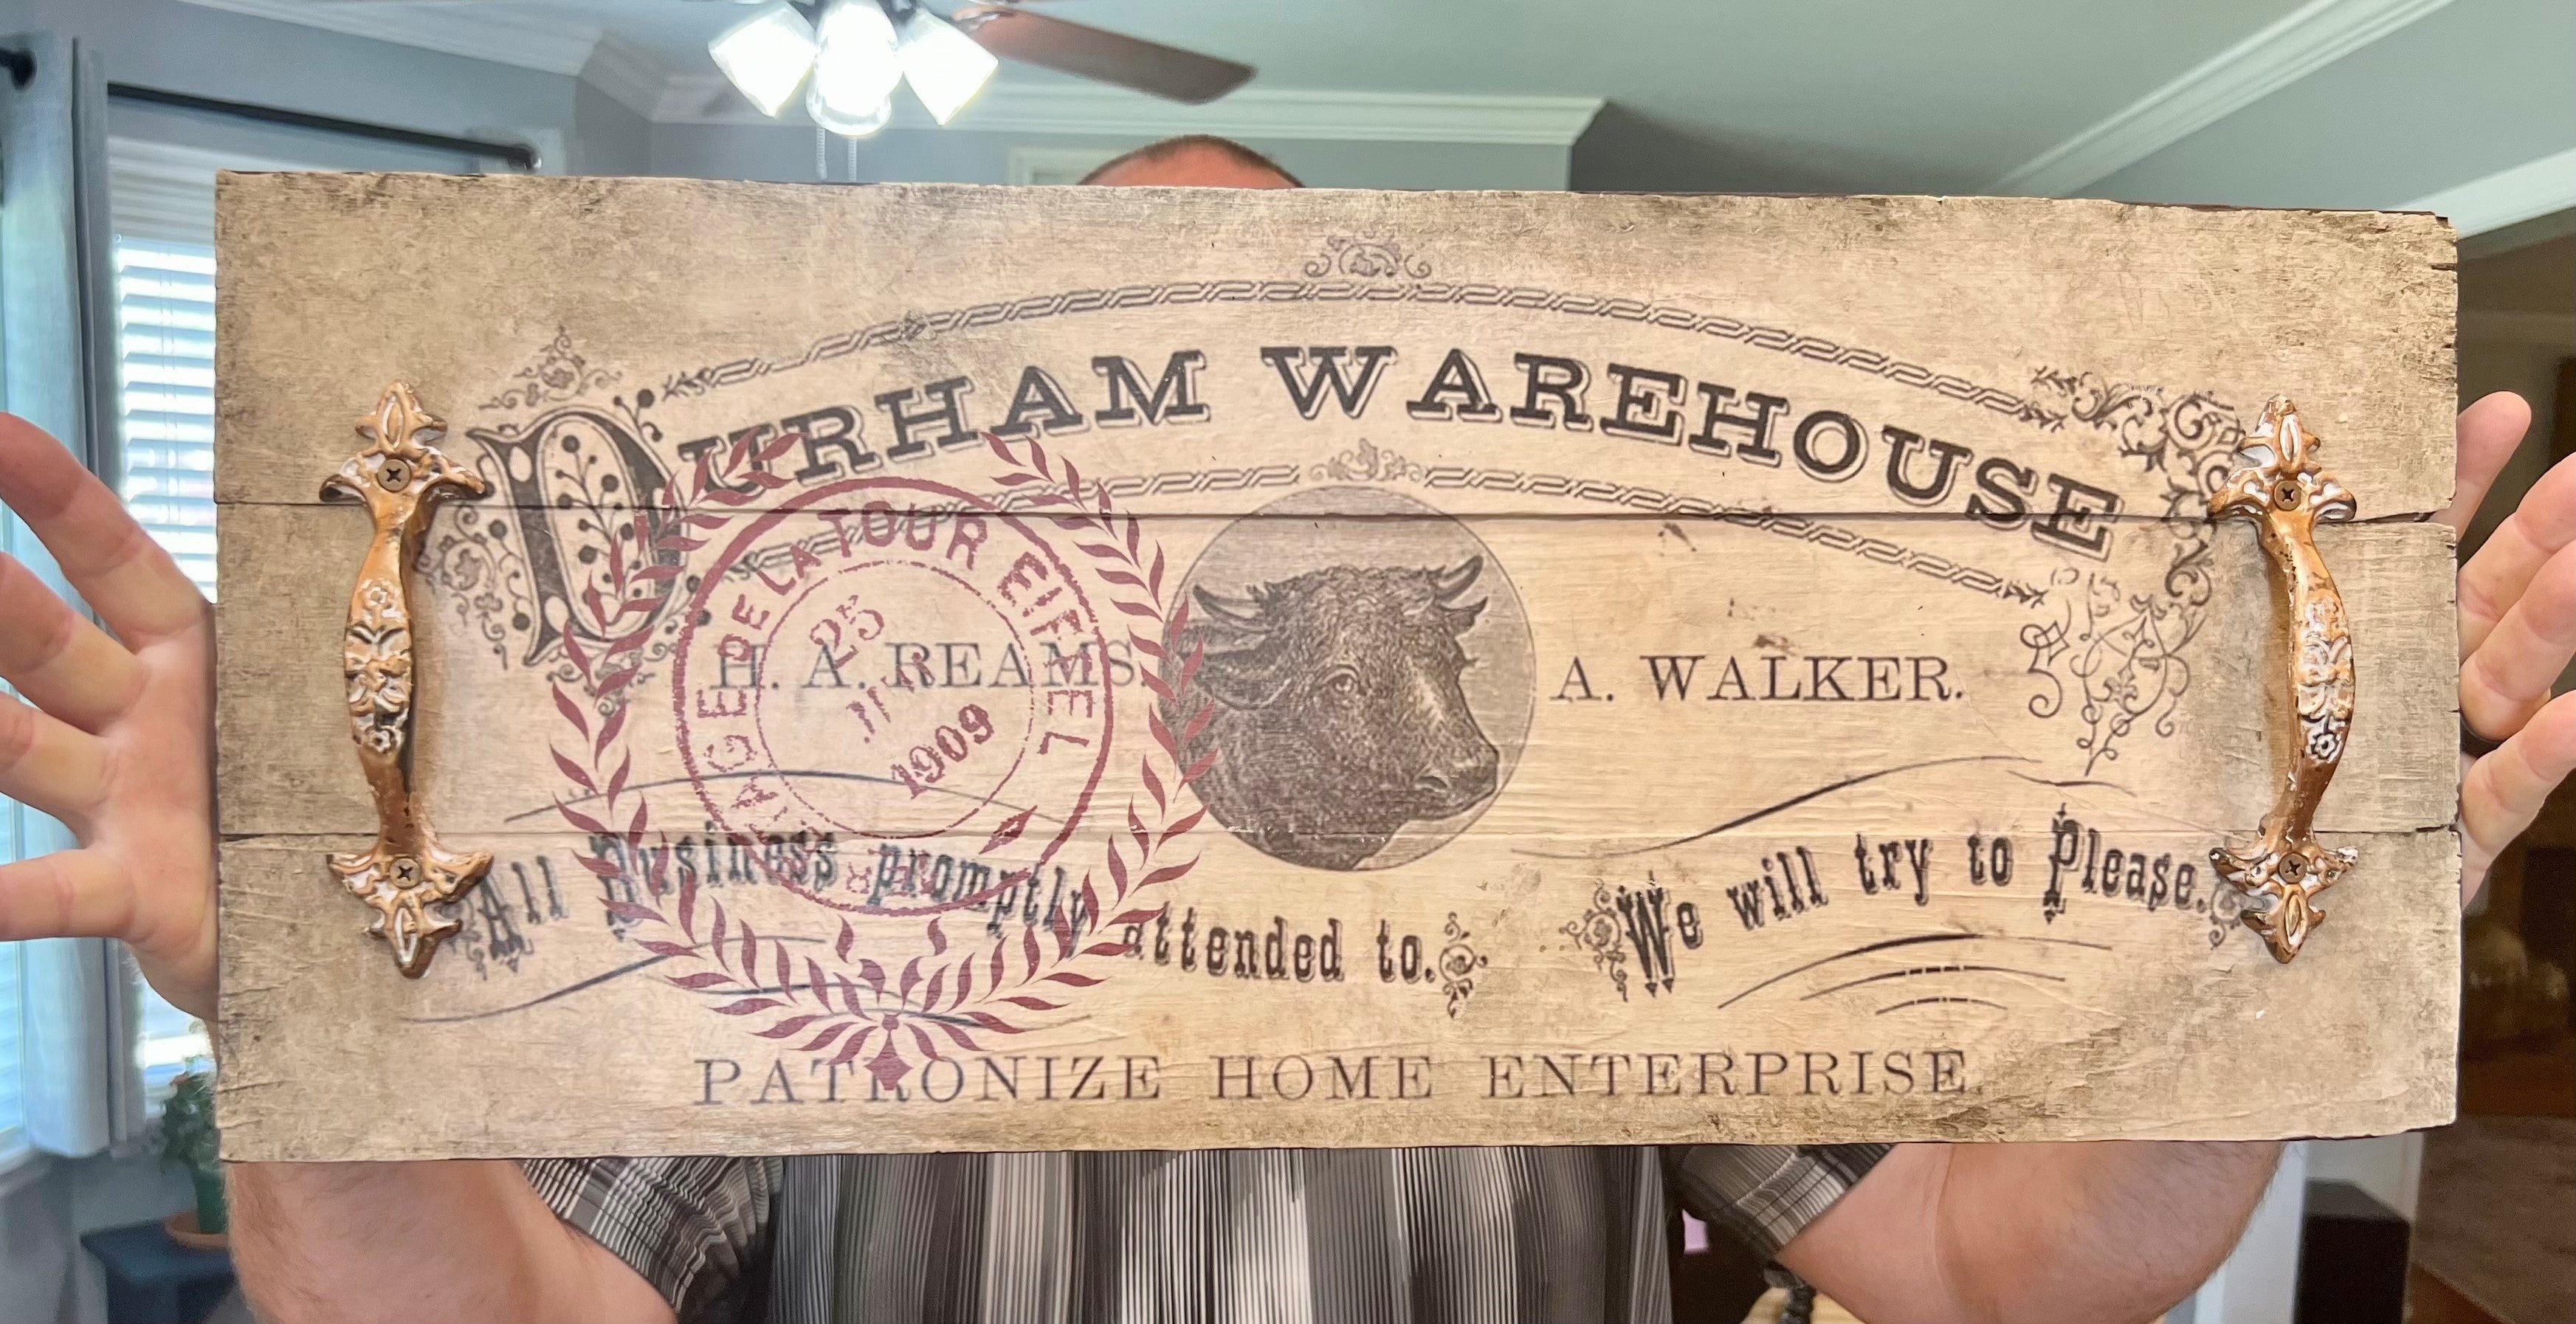 DURHAM WAREHOUSE
H. A. REAMS.
A. WALKER.
DE LA TOUR EIFFEL
25
1909
All Business promptly attended to.
We will try to Please.
PATRONIZE HOME ENTERPRISE.